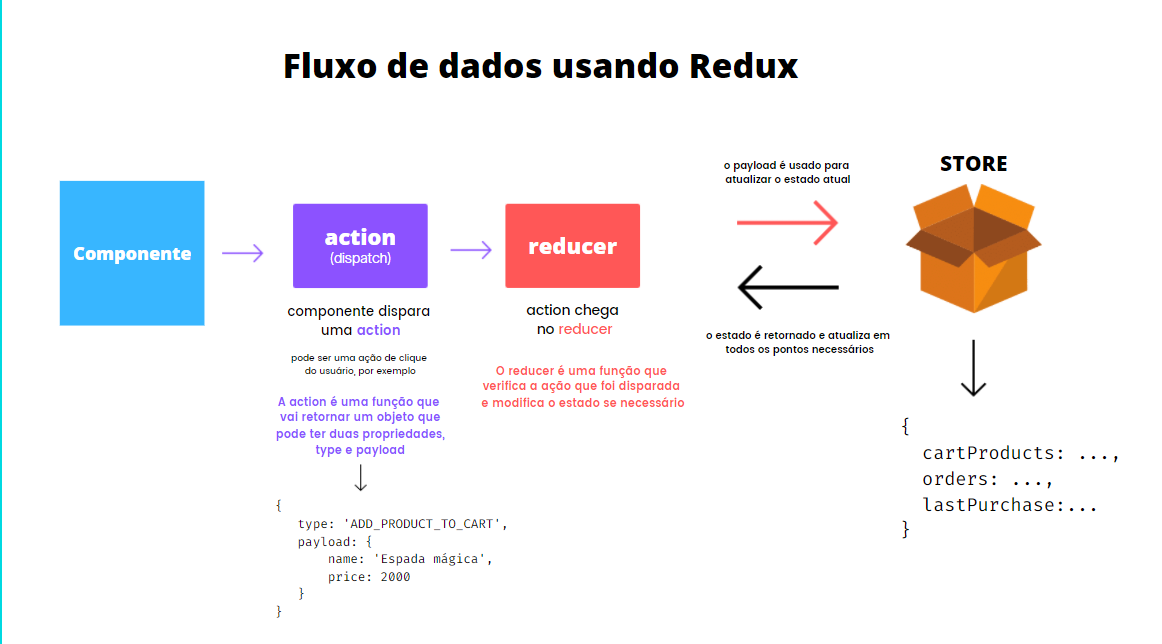 Fluxo de dados usando Redux
Componente
action
(dispatch)
componente dispara
uma action
pode ser uma ação de clique
do usuário, por exemplo
A action é uma função que
vai retornar um objeto que
pode ter duas propriedades,
type e payload
{
type: 'ADD_PRODUCT_TO_CART',
payload: {
name: 'Espada mágica',
price: 2000
}
}
reducer
action chega
no reducer
O reducer é uma função que
verifica a ação que foi disparada
e modifica o estado se necessário
o payload é usado para
atualizar o estado atual
o estado é retornado e atualiza em
todos os pontos necessários
STORE
{
cartProducts: ...,
orders: ...,
lastPurchase:...
}